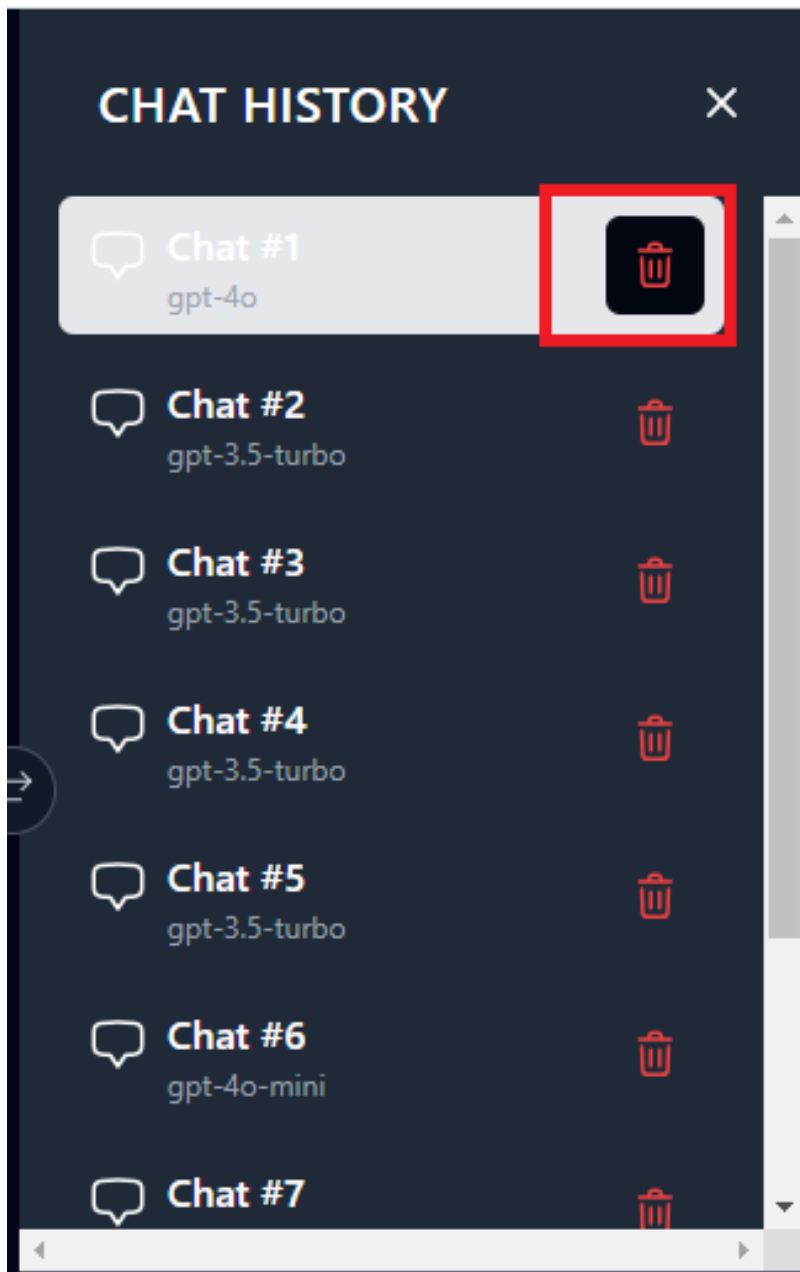 CHAT HISTORY
Chat #1
gpt-4o
Chat #2
gpt-3.5-turbo
Chat #3
gpt-3.5-turbo
Chat #4
gpt-3.5-turbo
Chat #5
gpt-3.5-turbo
Chat #6
gpt-4o-mini
Chat #7